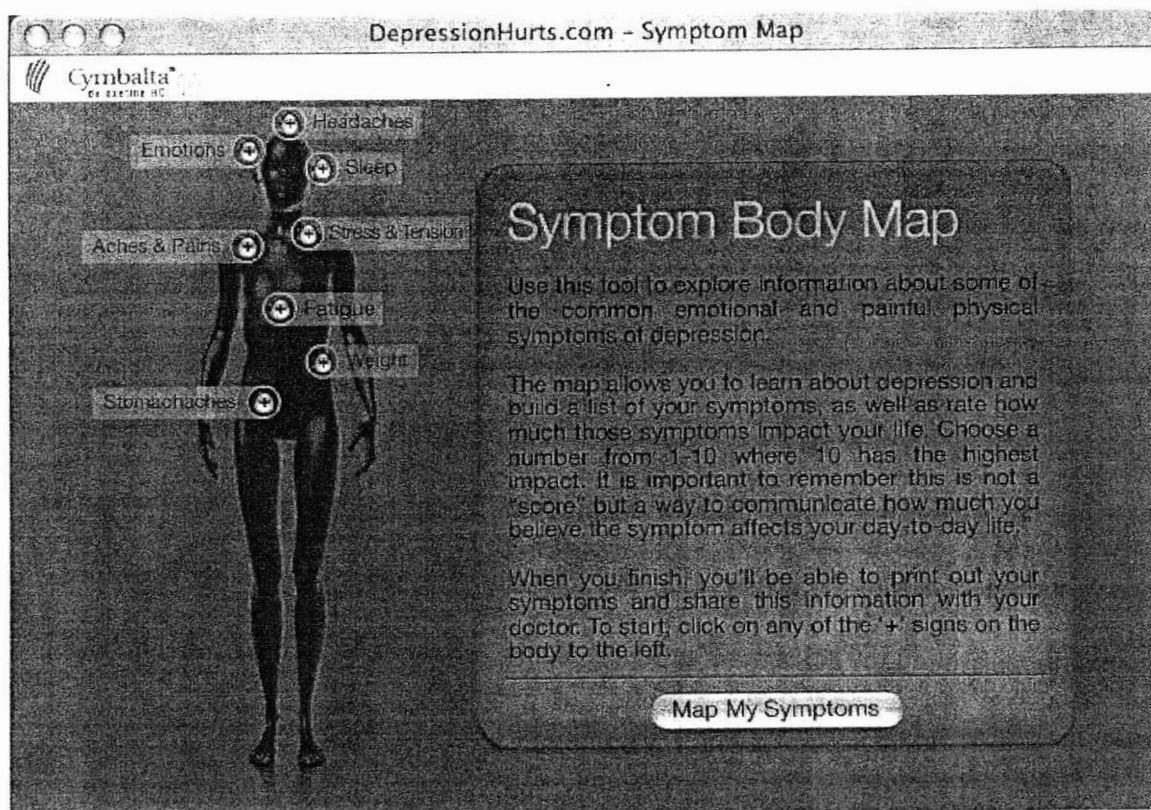 DepressionHurts.com – Symptom Map
Cymbalta
Headaches
Emotions
Sleep
Stress & Tension
Aches & Pains
Fatigue
Weight
Stomachaches
Symptom Body Map
Use this tool to explore information about some of
the common emotional and painful physical
symptoms of depression.
The map allows you to learn about depression and
build a list of your symptoms, as well as rate how
much those symptoms impact your life. Choose a
number from 1-10 where 10 has the highest
impact. It is important to remember this is not a
"score" but a way to communicate how much you
believe the symptom affects your day-to-day life."
When you finish, you'll be able to print out your
symptoms and share this information with your
doctor. To start, click on any of the '+' signs on the
body to the left.
Map My Symptoms